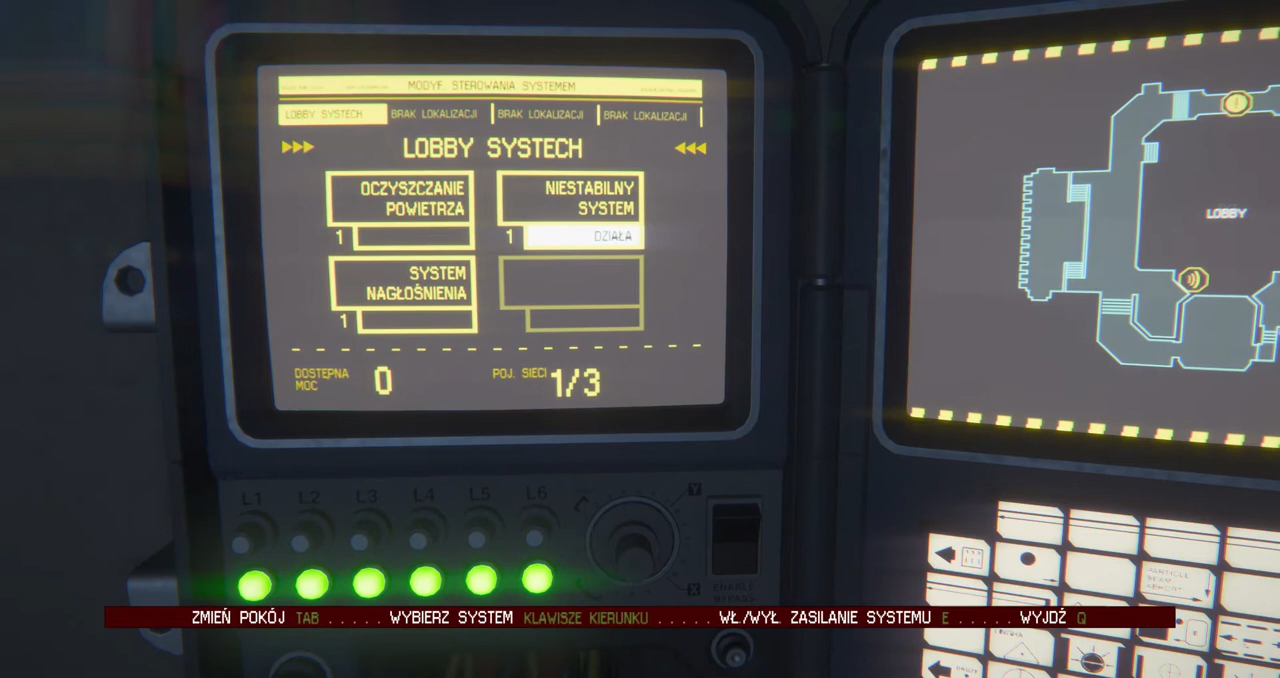 MODYF. STEROWANIA SYSTEMEM
LOBBY SYSTECH BRAK LOKALIZACJI BRAK LOKALIZACJI BRAK LOKALIZACJI
LOBBY SYSTECH
OCZYSZCZANIE
POWIETRZA
1
NIESTABILNY
SYSTEM
1 DZIAŁA
SYSTEM
NAGŁOŚNIENIA
1
DOSTĘPNA
MOC
0
POJ. SIECI 1/3
LOBBY
L1 L2 L3 L4 L5 L6
Y
X
ZMIEŃ POKÓJ TAB ..... WYBIERZ SYSTEM KLAWISZE KIERUNKU ..... WŁ./WYŁ. ZASILANIE SYSTEMU E ..... WYJDŹ Q